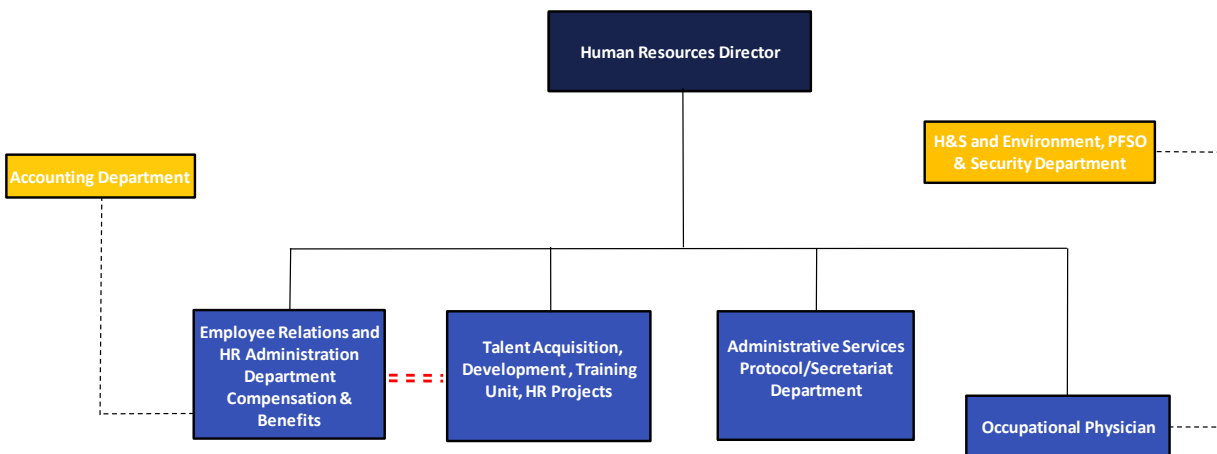 Human Resources Director
H&S and Environment, PFSO
& Security Department
Accounting Department
Employee Relations and
HR Administration
Department
Compensation &
Benefits
Talent Acquisition,
Development , Training
Unit, HR Projects
Administrative Services
Protocol/Secretariat
Department
Occupational Physician